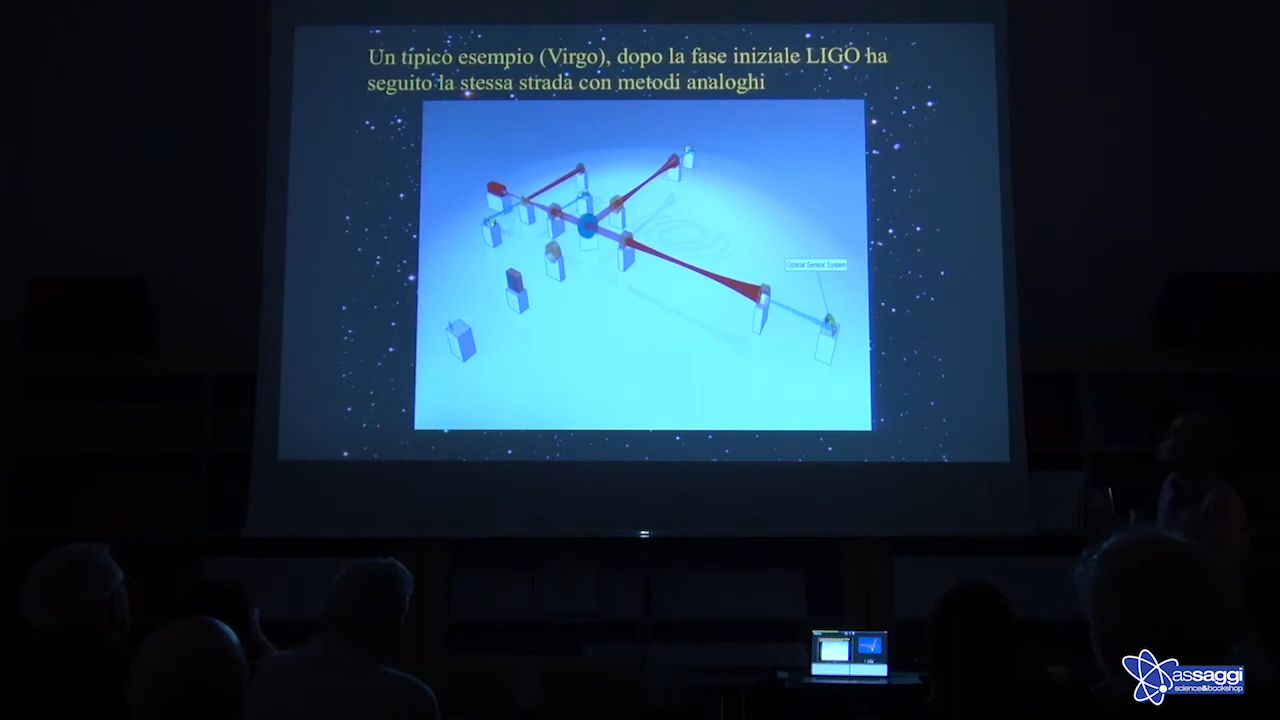 Un tipico esempio (Virgo), dopo la fase iniziale LIGO ha
seguito la stessa strada con metodi analoghi
Optical Sensor System
assaggi
science&bookshop